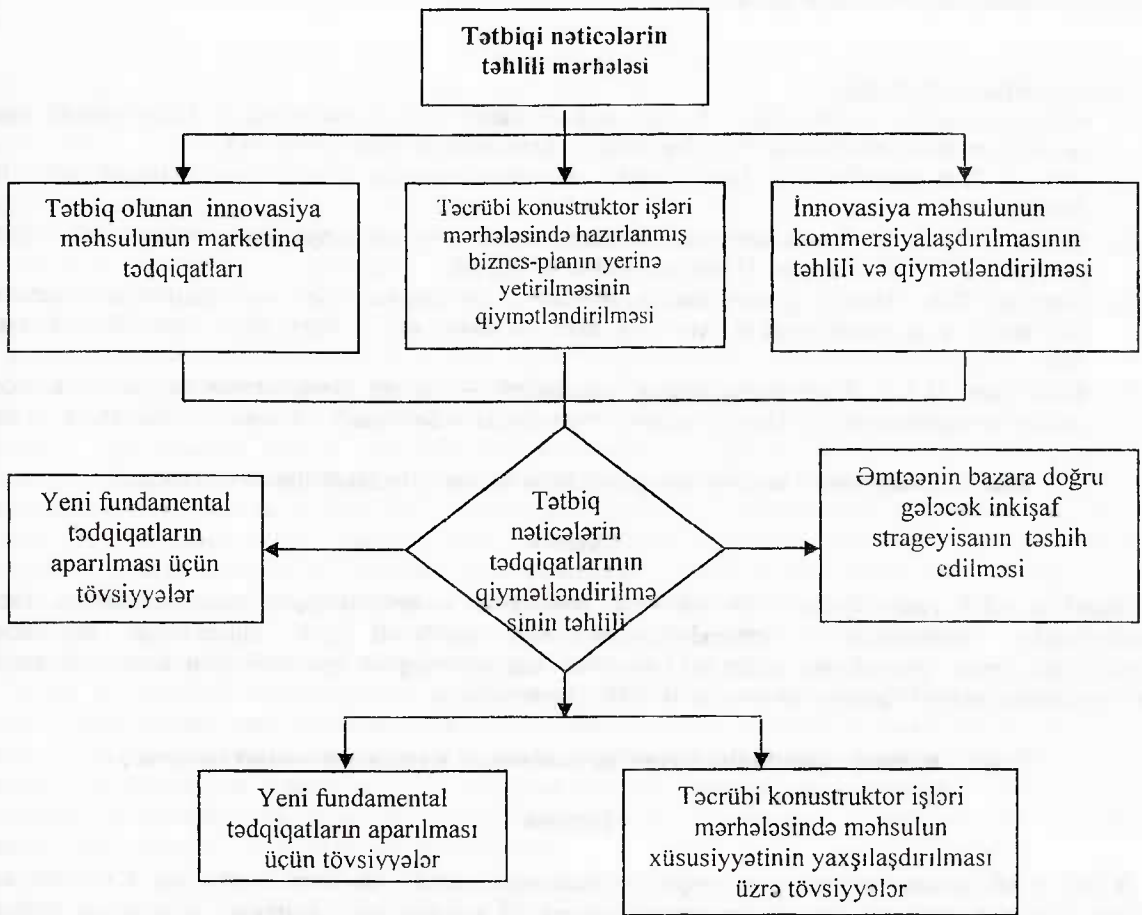 Tətbiqi nəticələrin
təhlili mərhələsi
Tətbiq olunan innovasiya
məhsulunun marketinq
tədqiqatları
Təcrübi konustruktor işləri
mərhələsində hazırlanmış
biznes-planın yerinə
yetirilməsinin
qiymətləndirilməsi
İnnovasiya məhsulunun
kommersiyalaşdırılmasının
təhlili və qiymətləndirilməsi
Yeni fundamental
tədqiqatların
aparılması üçün
tövsiyyələr
Tətbiq
nəticələrin
tədqiqatlarının
qiymətləndirilmə
sinin təhlili
Əmtəənin bazara doğru
gələcək inkişaf
strageyisanın təshih
edilməsi
Yeni fundamental
tədqiqatların aparılması
üçün tövsiyyələr
Təcrübi konustruktor işləri
mərhələsində məhsulun
xüsusiyyətinin yaxşılaşdırılması
üzrə tövsiyyələr